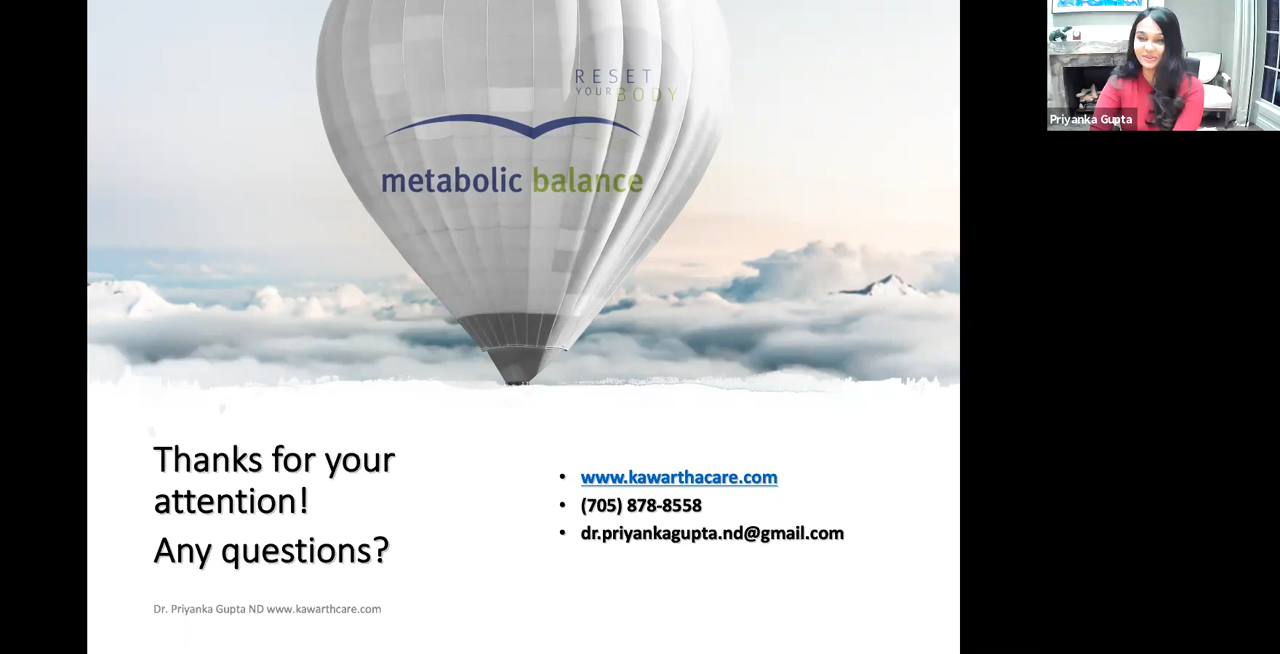 RESET
YOUR BODY
metabolic balance
Priyanka Gupta
Thanks for your
attention!
Any questions?
• www.kawarthacare.com
• (705) 878-8558
• dr.priyankagupta.nd@gmail.com
Dr. Priyanka Gupta ND www.kawarthcare.com